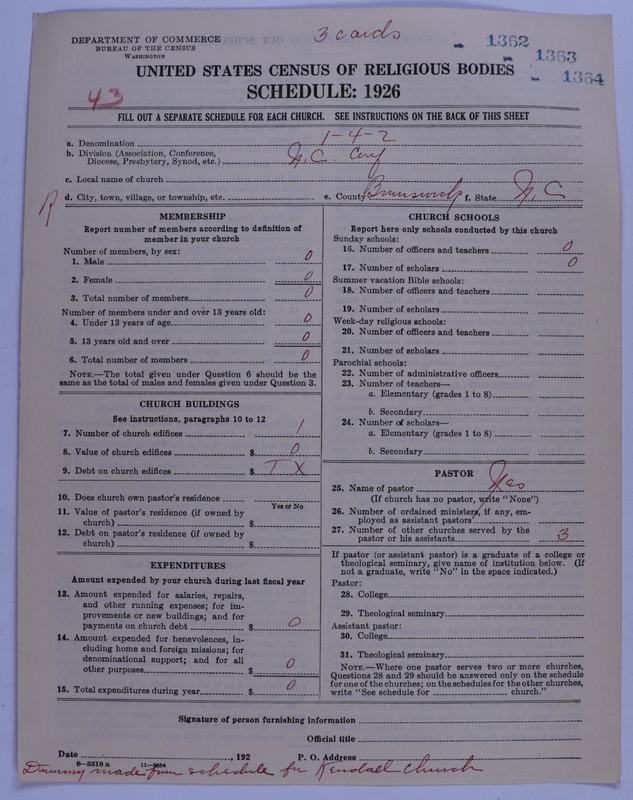 DEPARTMENT OF COMMERCE
BUREAU OF THE CENSUS
WASHINGTON
3 cards
1362
1363
1364
UNITED STATES CENSUS OF RELIGIOUS BODIES
SCHEDULE: 1926
43
FILL OUT A SEPARATE SCHEDULE FOR EACH CHURCH. SEE INSTRUCTIONS ON THE BACK OF THIS SHEET
a. Denomination 1-4-2
b. Division (Association, Conference,
Diocese, Presbytery, Synod, etc.) N.C. Conf
c. Local name of church
d. City, town, village, or township, etc. e. County Brunswick f. State N.C
R
MEMBERSHIP
Report number of members according to definition of
member in your church
Number of members, by sex:
1. Male 0
2. Female 0
3. Total number of members 0
Number of members under and over 13 years old:
4. Under 13 years of age 0
5. 13 years old and over 0
6. Total number of members 0
NOTE.—The total given under Question 6 should be the
same as the total of males and females given under Question 3.
CHURCH BUILDINGS
See instructions, paragraphs 10 to 12
7. Number of church edifices 1
8. Value of church edifices $ 0
9. Debt on church edifices $ T X
10. Does church own pastor's residence
Yes or No
11. Value of pastor's residence (if owned by
church) $
12. Debt on pastor's residence (if owned by
church) $
EXPENDITURES
Amount expended by your church during last fiscal year
13. Amount expended for salaries, repairs,
and other running expenses; for im-
provements or new buildings; and for
payments on church debt $ 0
14. Amount expended for benevolences, in-
cluding home and foreign missions; for
denominational support; and for all
other purposes $ 0
15. Total expenditures during year $ 0
CHURCH SCHOOLS
Report here only schools conducted by this church
Sunday schools:
16. Number of officers and teachers 0
17. Number of scholars 0
Summer vacation Bible schools:
18. Number of officers and teachers
19. Number of scholars
Week-day religious schools:
20. Number of officers and teachers
21. Number of scholars
Parochial schools:
22. Number of administrative officers
23. Number of teachers—
a. Elementary (grades 1 to 8)
b. Secondary
24. Number of scholars—
a. Elementary (grades 1 to 8)
b. Secondary
PASTOR
25. Name of pastor Yes
(If church has no pastor, write "None")
26. Number of ordained ministers, if any, em-
ployed as assistant pastors
27. Number of other churches served by the
pastor or his assistants 3
If pastor (or assistant pastor) is a graduate of a college or
theological seminary, give name of institution below. (If
not a graduate, write "No" in the space indicated.)
Pastor:
28. College
29. Theological seminary
Assistant pastor:
30. College
31. Theological seminary
NOTE.—Where one pastor serves two or more churches,
Questions 28 and 29 should be answered only on the schedule
for one of the churches; on the schedules for the other churches,
write "See schedule for church."
Signature of person furnishing information
Official title
Date , 192 P. O. Address
8-5518 a
Dummy made from schedule for Kendall church